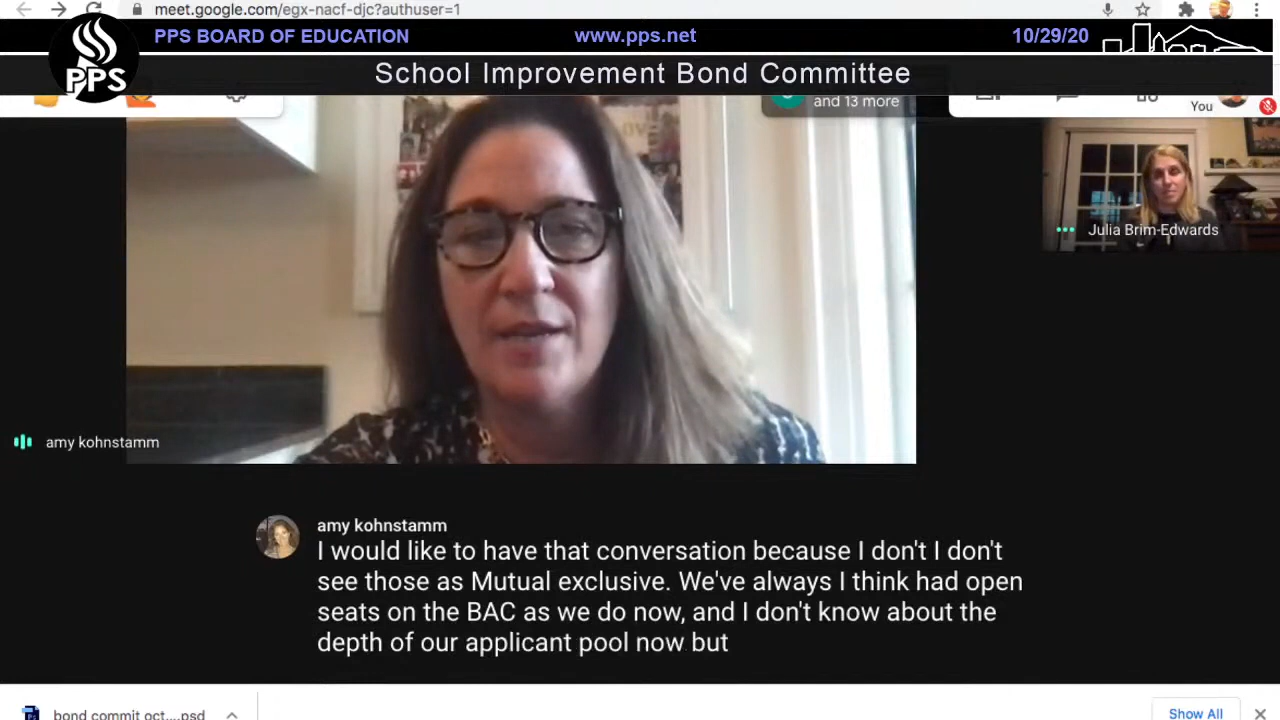 meet.google.com/egx-nacf-djc?authuser=1
PPS BOARD OF EDUCATION
www.pps.net
10/29/20
PPS
School Improvement Bond Committee
and 13 more
You
Julia Brim-Edwards
amy kohnstamm
amy kohnstamm
I would like to have that conversation because I don't I don't
see those as Mutual exclusive. We've always I think had open
seats on the BAC as we do now, and I don't know about the
depth of our applicant pool now but
bond commit oct....psd
Show All